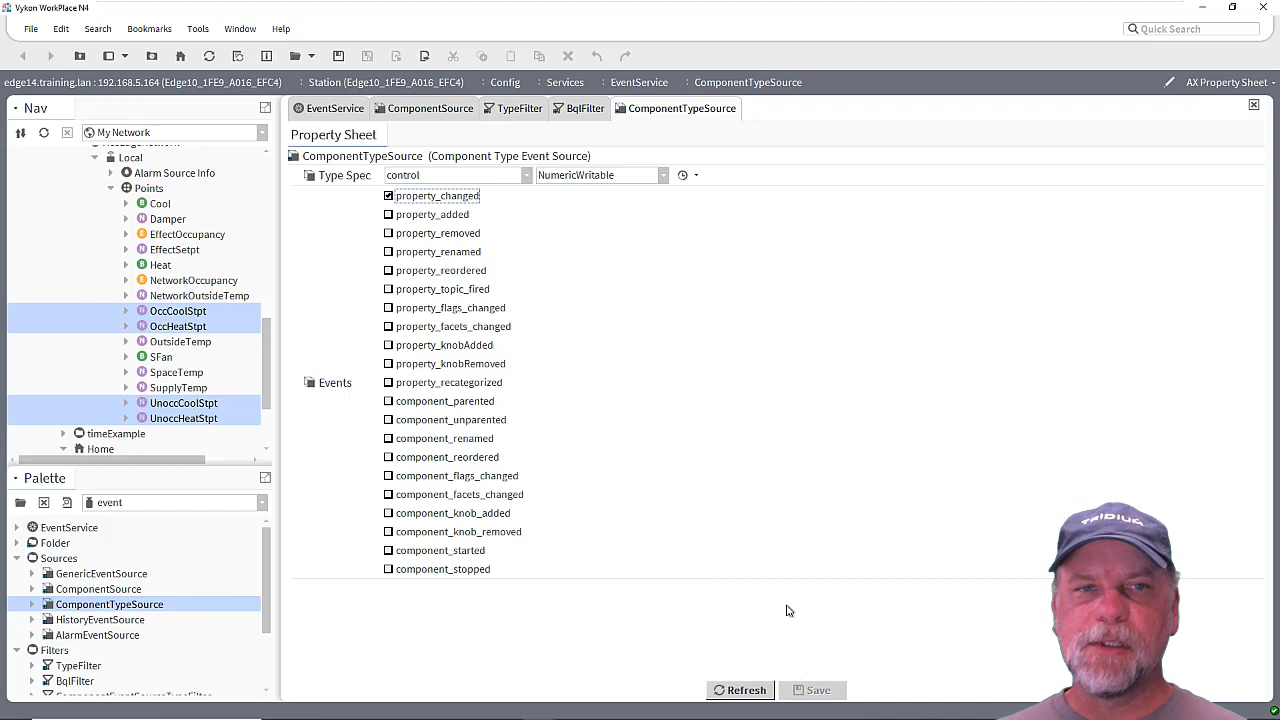 Vykon WorkPlace N4
File Edit Search Bookmarks Tools Window Help
Quick Search
edge14.training.lan : 192.168.5.164 (Edge10_1FE9_A016_EFC4) Station (Edge10_1FE9_A016_EFC4) Config Services EventService ComponentTypeSource AX Property Sheet
Nav
My Network
Local
Alarm Source Info
Points
Cool
Damper
EffectOccupancy
EffectSetpt
Heat
NetworkOccupancy
NetworkOutsideTemp
OccCoolStpt
OccHeatStpt
OutsideTemp
SFan
SpaceTemp
SupplyTemp
UnoccCoolStpt
UnoccHeatStpt
timeExample
Home
Palette
event
EventService
Folder
Sources
GenericEventSource
ComponentSource
ComponentTypeSource
HistoryEventSource
AlarmEventSource
Filters
TypeFilter
BqlFilter
EventService ComponentSource TypeFilter BqlFilter ComponentTypeSource
Property Sheet
ComponentTypeSource (Component Type Event Source)
Type Spec control NumericWritable
Events
property_changed
property_added
property_removed
property_renamed
property_reordered
property_topic_fired
property_flags_changed
property_facets_changed
property_knobAdded
property_knobRemoved
property_recategorized
component_parented
component_unparented
component_renamed
component_reordered
component_flags_changed
component_facets_changed
component_knob_added
component_knob_removed
component_started
component_stopped
Refresh Save
TRIDIUM